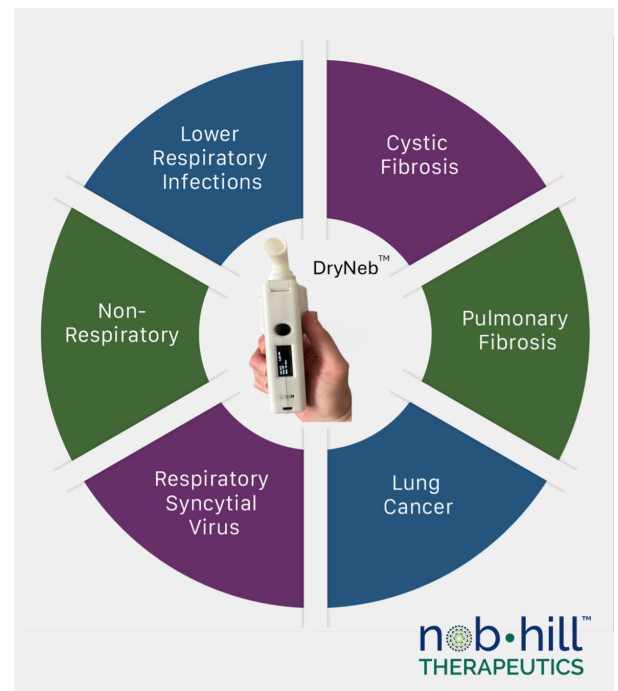 Lower
Respiratory
Infections
Cystic
Fibrosis
DryNeb™
Non-
Respiratory
Pulmonary
Fibrosis
Respiratory
Syncytial
Virus
Lung
Cancer
nob•hill™
THERAPEUTICS